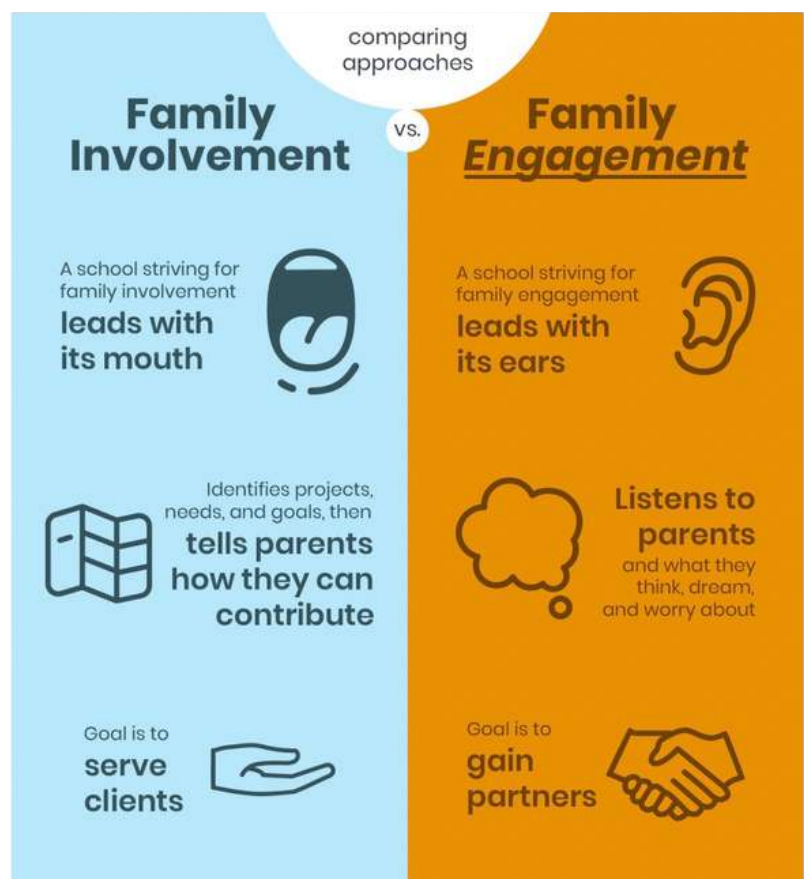 comparing
approaches
Family
Involvement
vs.
Family
Engagement
A school striving for
family involvement
leads with
its mouth
A school striving for
family engagement
leads with
its ears
Identifies projects,
needs, and goals, then
tells parents
how they can
contribute
Listens to
parents
and what they
think, dream,
and worry about
Goal is to
serve
clients
Goal is to
gain
partners